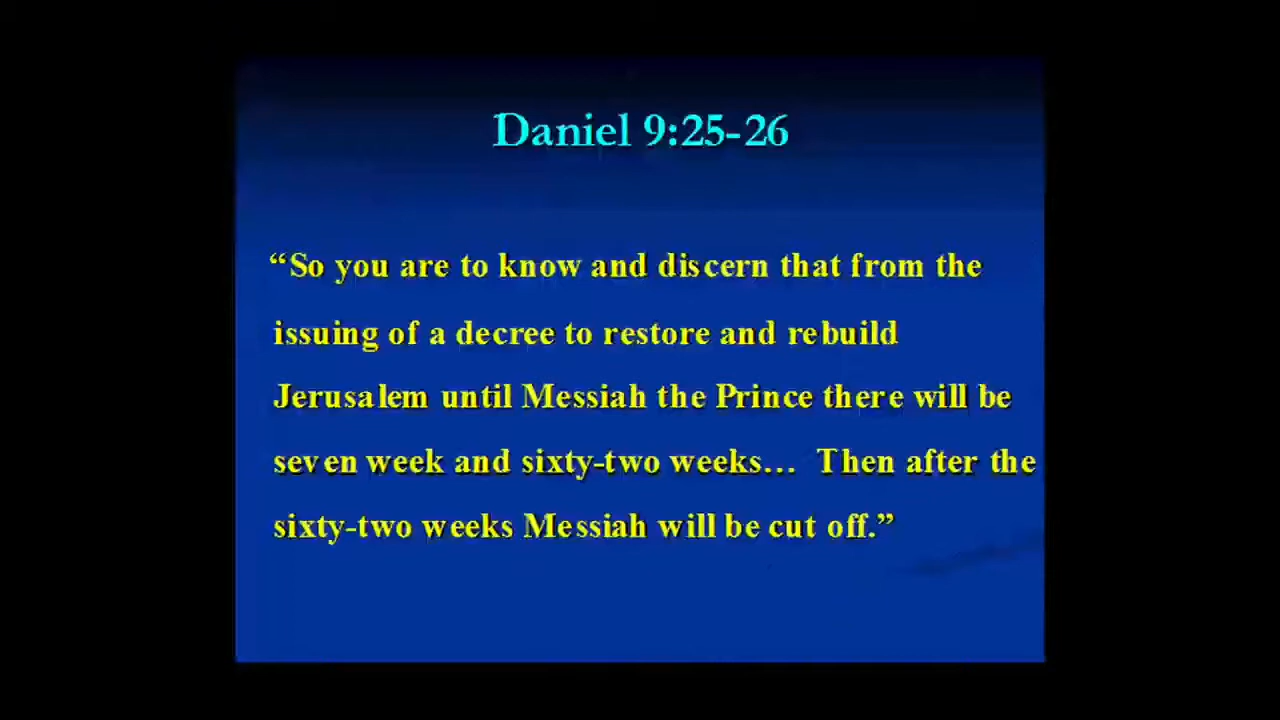 Daniel 9:25-26
“So you are to know and discern that from the
issuing of a decree to restore and rebuild
Jerusalem until Messiah the Prince there will be
seven week and sixty-two weeks… Then after the
sixty-two weeks Messiah will be cut off.”